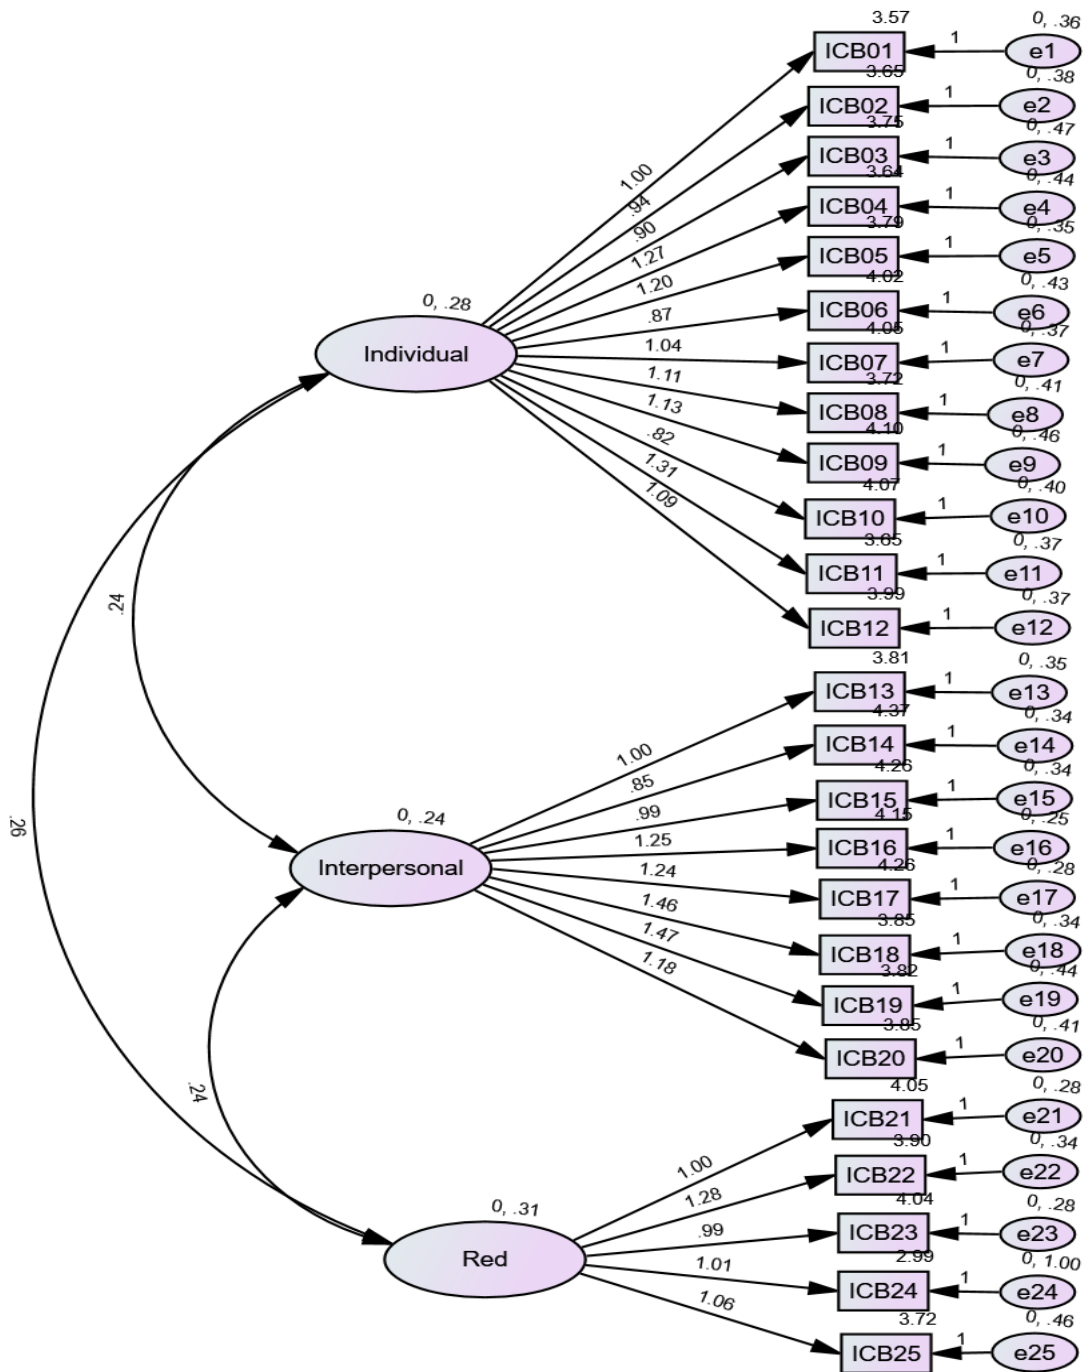 3.57
0, .36
ICB01
1
e1
3.65
0, .38
ICB02
1
e2
3.75
0, .47
ICB03
1
e3
3.64
0, .44
ICB04
1
e4
3.79
0, .35
ICB05
1
e5
4.02
0, .43
ICB06
1
e6
4.05
0, .37
ICB07
1
e7
3.72
0, .41
ICB08
1
e8
4.10
0, .46
ICB09
1
e9
4.07
0, .40
ICB10
1
e10
3.65
0, .37
ICB11
1
e11
3.99
0, .37
ICB12
1
e12
1.00
.94
.90
1.27
1.20
.87
1.04
1.11
1.13
.82
1.31
1.09
0, .28
Individual
.24
3.81
0, .35
ICB13
1
e13
4.37
0, .34
ICB14
1
e14
4.26
0, .34
ICB15
1
e15
4.15
0, .25
ICB16
1
e16
4.26
0, .28
ICB17
1
e17
3.85
0, .34
ICB18
1
e18
3.82
0, .44
ICB19
1
e19
3.85
0, .41
ICB20
1
e20
1.00
.85
.99
1.25
1.24
1.46
1.47
1.18
0, .24
Interpersonal
.26
.24
4.05
0, .28
ICB21
1
e21
3.90
0, .34
ICB22
1
e22
4.04
0, .28
ICB23
1
e23
2.99
0, 1.00
ICB24
1
e24
3.72
0, .46
ICB25
1
e25
1.00
1.28
.99
1.01
1.06
0, .31
Red